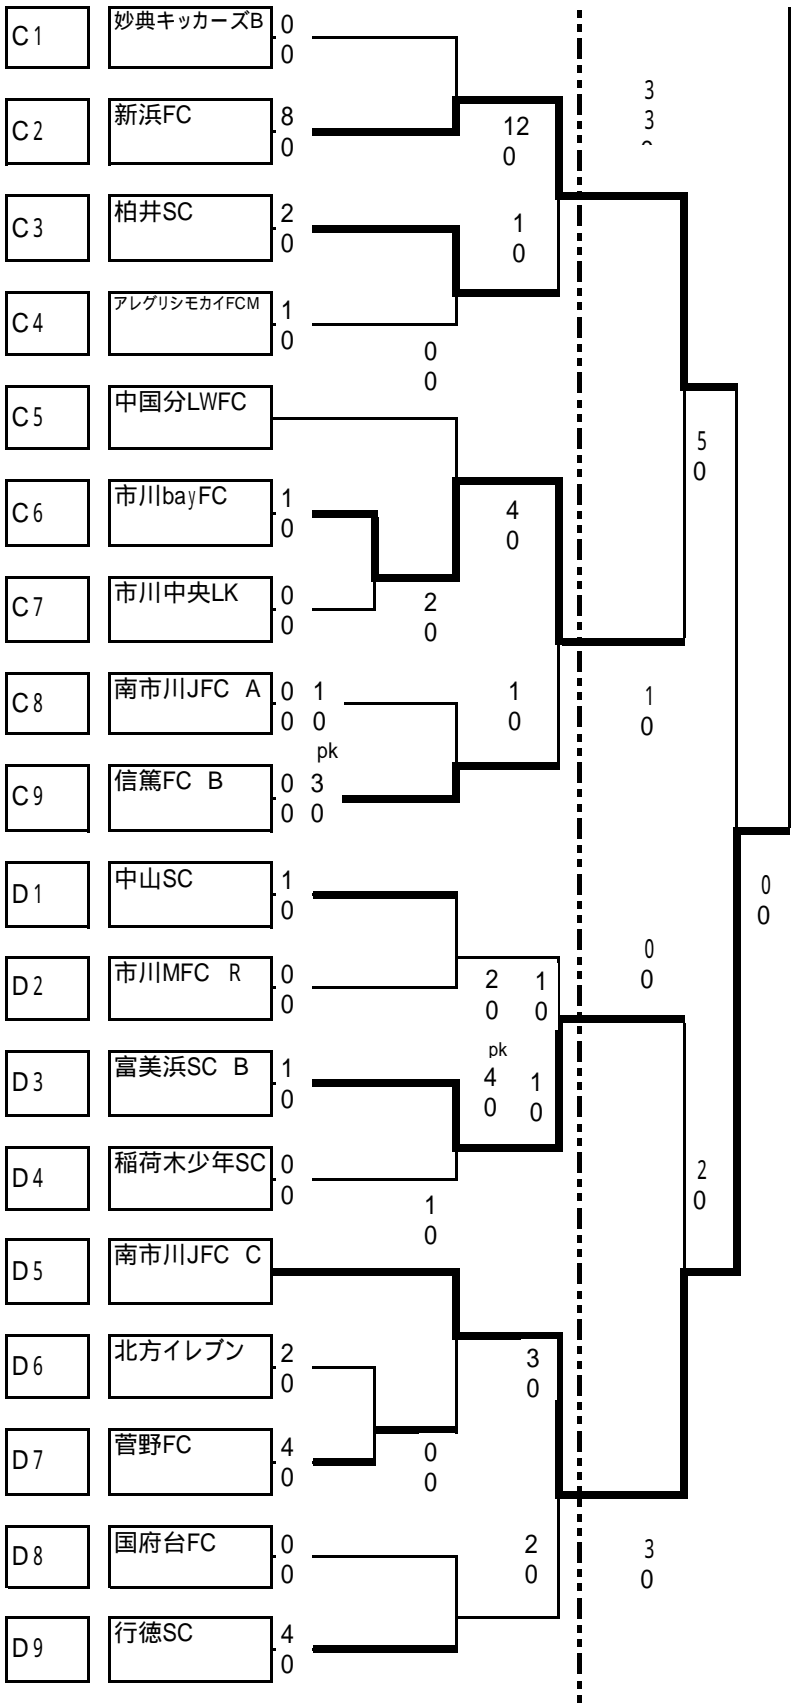 C1 妙典キッカーズB 0
0
3
3
C2 新浜FC 8
0
12
0
C3 柏井SC 2
0
1
0
C4 アレグリシモカイFCM 1
0
0
0
C5 中国分LWFC
5
0
C6 市川bayFC 1
0
4
0
C7 市川中央LK 0
0
2
0
C8 南市川JFC A 0 1
0 0
pk
1
0
1
0
C9 信篤FC B 0 3
0 0
D1 中山SC 1
0
0
0
0
0
D2 市川MFC R 0
0
2 1
0 0
pk
D3 富美浜SC B 1
0
4 1
0 0
D4 稲荷木少年SC 0
0
2
0
1
0
D5 南市川JFC C
D6 北方イレブン 2
0
3
0
D7 菅野FC 4
0
0
0
D8 国府台FC 0
0
2
0
3
0
D9 行徳SC 4
0